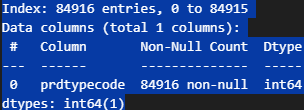 Index: 84916 entries, 0 to 84915
Data columns (total 1 columns):
 #   Column       Non-Null Count  Dtype
---  ------       --------------  -----
 0   prdtypecode  84916 non-null  int64
dtypes: int64(1)